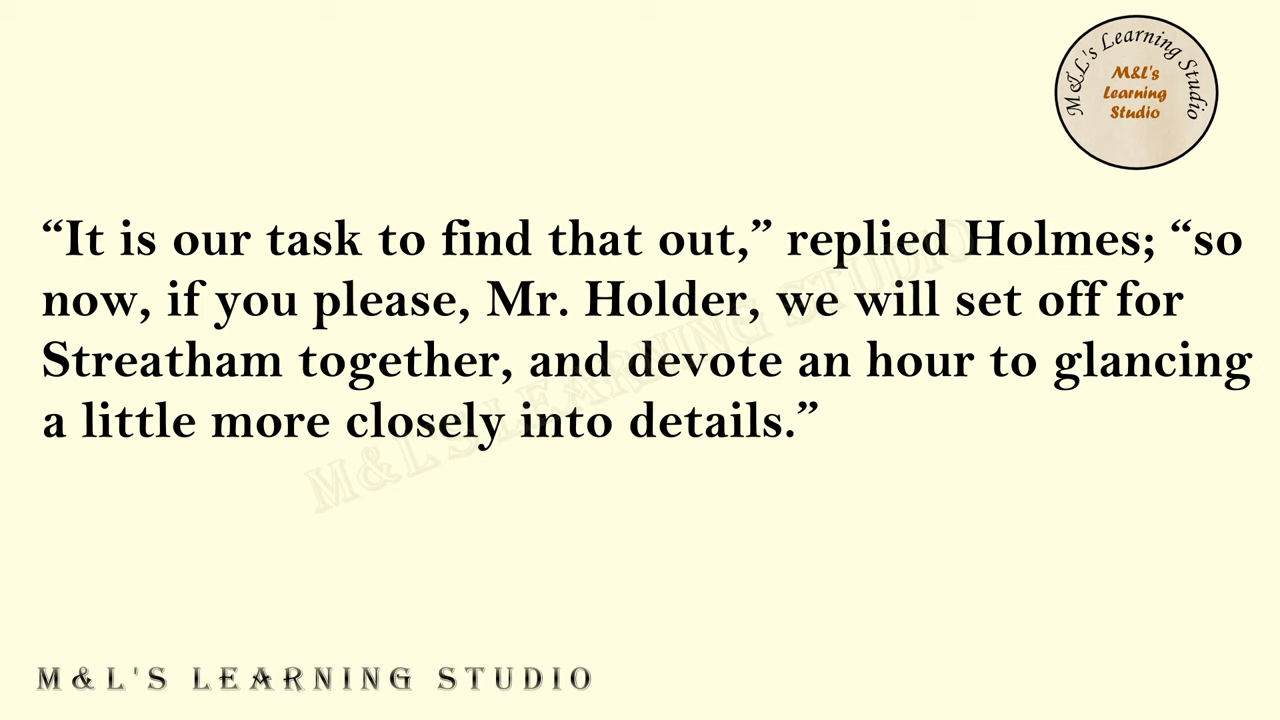 M&L's Learning Studio
M&L's
Learning
Studio
“It is our task to find that out,” replied Holmes; “so
now, if you please, Mr. Holder, we will set off for
Streatham together, and devote an hour to glancing
a little more closely into details.”
M&L'S LEARNING STUDIO
M&L'S LEARNING STUDIO